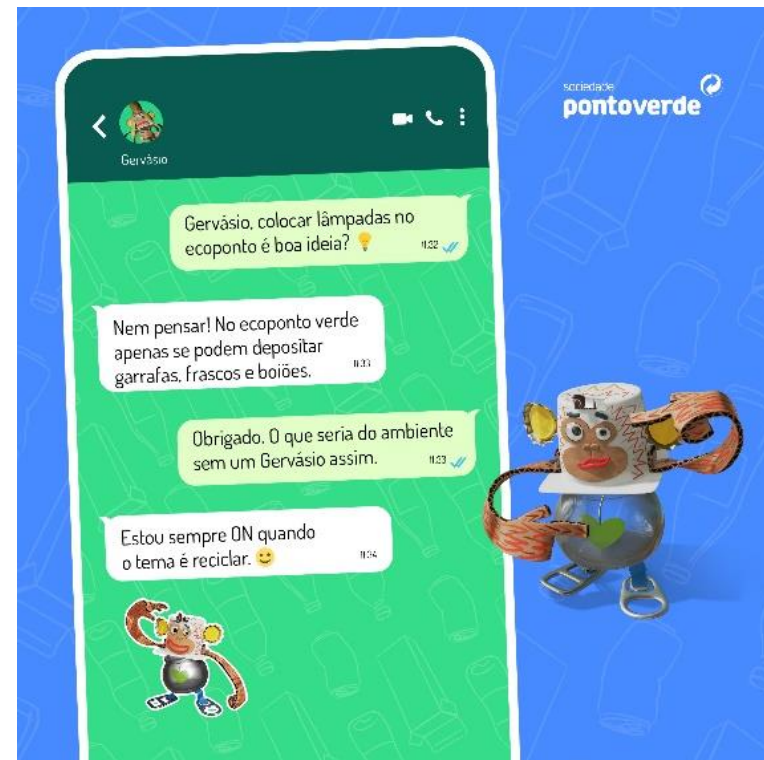 sociedade
pontoverde
Gervásio
Gervásio, colocar lâmpadas no
ecoponto é boa ideia? 💡 11:32
Nem pensar! No ecoponto verde
apenas se podem depositar
garrafas, frascos e boiões. 11:33
Obrigado. O que seria do ambiente
sem um Gervásio assim. 11:33
Estou sempre ON quando
o tema é reciclar. 🙂 11:34